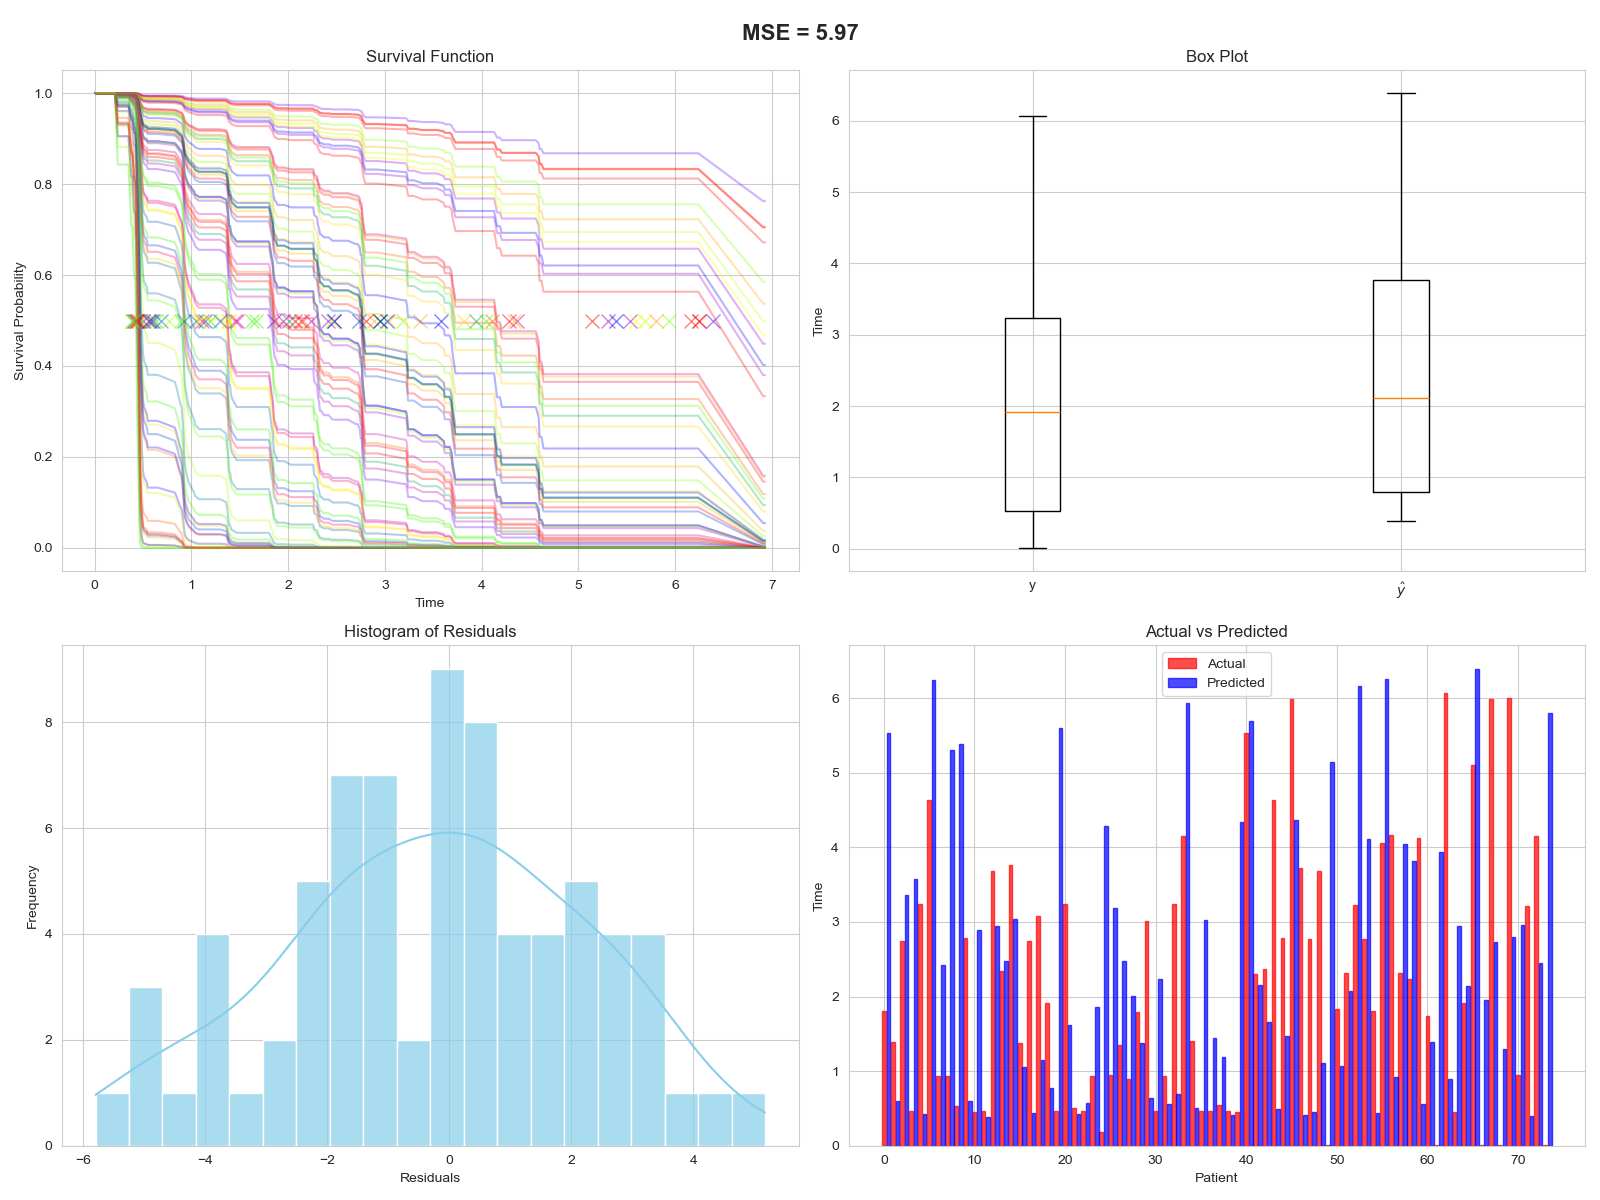 MSE = 5.97
Survival Function
Survival Probability
1.0
0.8
0.6
0.4
0.2
0.0
0 1 2 3 4 5 6 7
Time
Box Plot
Time
6
5
4
3
2
1
0
y ŷ
Histogram of Residuals
Frequency
8
6
4
2
0
−6 −4 −2 0 2 4
Residuals
Actual vs Predicted
Actual
Predicted
Time
6
5
4
3
2
1
0
0 10 20 30 40 50 60 70
Patient